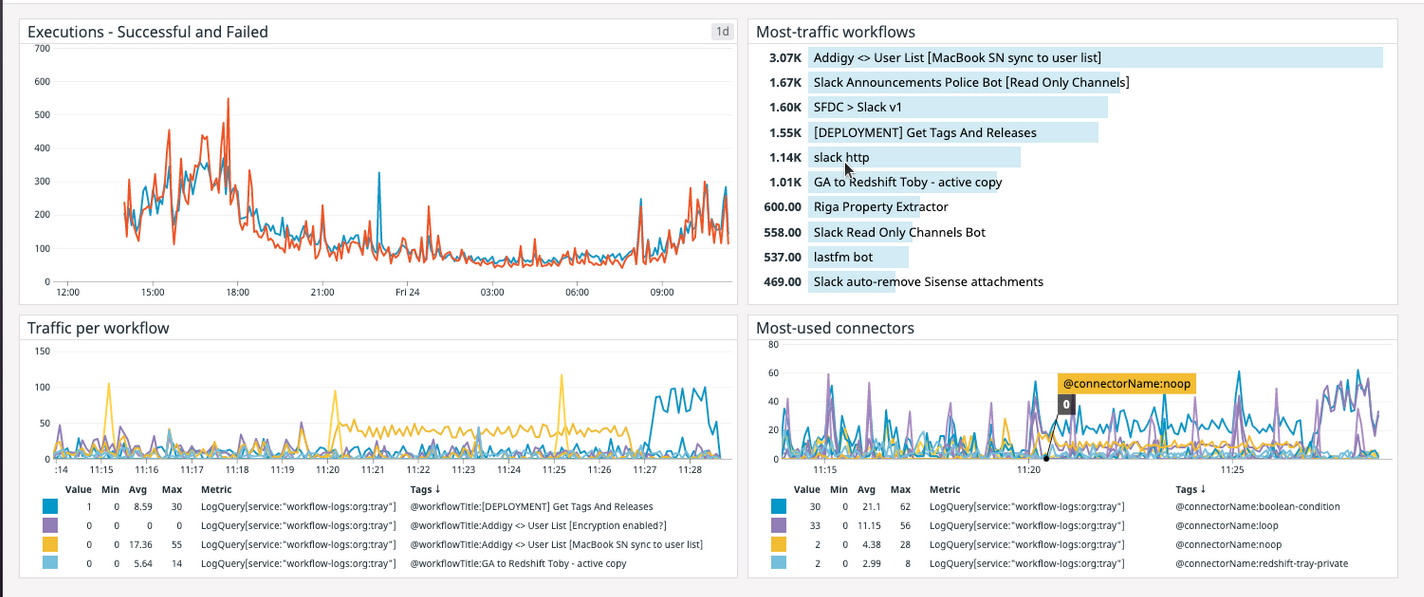 Executions - Successful and Failed
1d
700
600
500
400
300
200
100
0
12:00 15:00 18:00 21:00 Fri 24 03:00 06:00 09:00
Most-traffic workflows
3.07K Addigy <> User List [MacBook SN sync to user list]
1.67K Slack Announcements Police Bot [Read Only Channels]
1.60K SFDC > Slack v1
1.55K [DEPLOYMENT] Get Tags And Releases
1.14K slack http
1.01K GA to Redshift Toby - active copy
600.00 Riga Property Extractor
558.00 Slack Read Only Channels Bot
537.00 lastfm bot
469.00 Slack auto-remove Sisense attachments
Traffic per workflow
150
100
50
0
:14 11:15 11:16 11:17 11:18 11:19 11:20 11:21 11:22 11:23 11:24 11:25 11:26 11:27 11:28
Value Min Avg Max Metric Tags ↓
1 0 8.59 30 LogQuery[service:"workflow-logs:org:tray"] @workflowTitle:[DEPLOYMENT] Get Tags And Releases
0 0 0 0 LogQuery[service:"workflow-logs:org:tray"] @workflowTitle:Addigy <> User List [Encryption enabled?]
0 0 17.36 55 LogQuery[service:"workflow-logs:org:tray"] @workflowTitle:Addigy <> User List [MacBook SN sync to user list]
0 0 5.64 14 LogQuery[service:"workflow-logs:org:tray"] @workflowTitle:GA to Redshift Toby - active copy
Most-used connectors
80
60
40
20
0
@connectorName:noop
0
11:15 11:20 11:25
Value Min Avg Max Metric Tags ↓
30 0 21.1 62 LogQuery[service:"workflow-logs:org:tray"] @connectorName:boolean-condition
33 0 11.15 56 LogQuery[service:"workflow-logs:org:tray"] @connectorName:loop
2 0 4.38 28 LogQuery[service:"workflow-logs:org:tray"] @connectorName:noop
2 0 2.99 8 LogQuery[service:"workflow-logs:org:tray"] @connectorName:redshift-tray-private